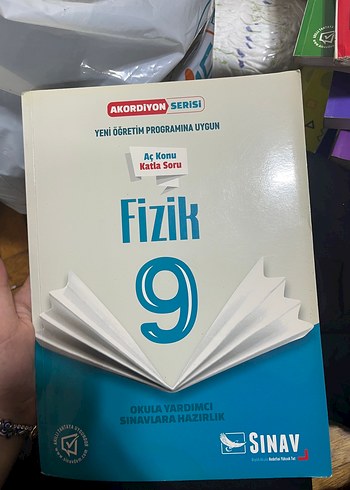 AKORDİYON SERİSİ
YENİ ÖĞRETİM PROGRAMINA UYGUN
Aç Konu
Katla Soru
Fizik
9
OKULA YARDIMCI
SINAVLARA HAZIRLIK
SINAV